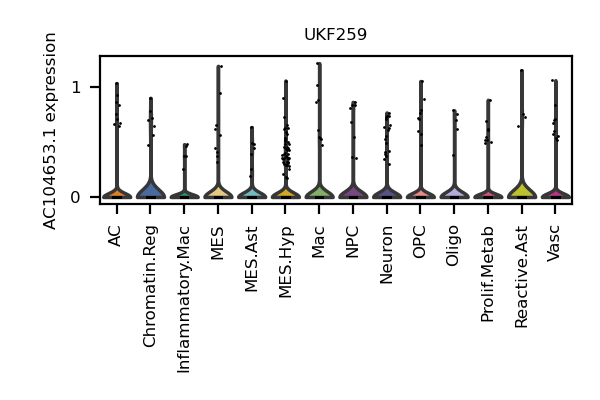 UKF259
AC104653.1 expression
1
0
AC
Chromatin.Reg
Inflammatory.Mac
MES
MES.Ast
MES.Hyp
Mac
NPC
Neuron
OPC
Oligo
Prolif.Metab
Reactive.Ast
Vasc